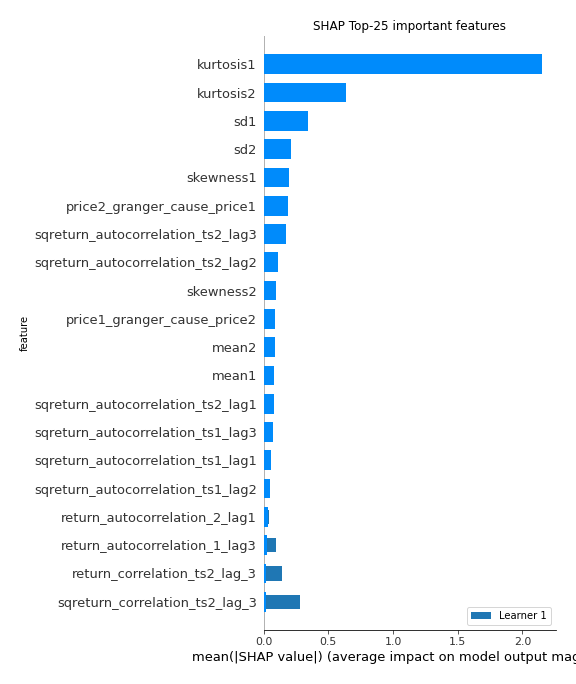 SHAP Top-25 important features
kurtosis1
kurtosis2
sd1
sd2
skewness1
price2_granger_cause_price1
sqreturn_autocorrelation_ts2_lag3
sqreturn_autocorrelation_ts2_lag2
skewness2
price1_granger_cause_price2
mean2
mean1
sqreturn_autocorrelation_ts2_lag1
sqreturn_autocorrelation_ts1_lag3
sqreturn_autocorrelation_ts1_lag1
sqreturn_autocorrelation_ts1_lag2
return_autocorrelation_2_lag1
return_autocorrelation_1_lag3
return_correlation_ts2_lag_3
sqreturn_correlation_ts2_lag_3
feature
Learner 1
0.0 0.5 1.0 1.5 2.0
mean(|SHAP value|) (average impact on model output mag